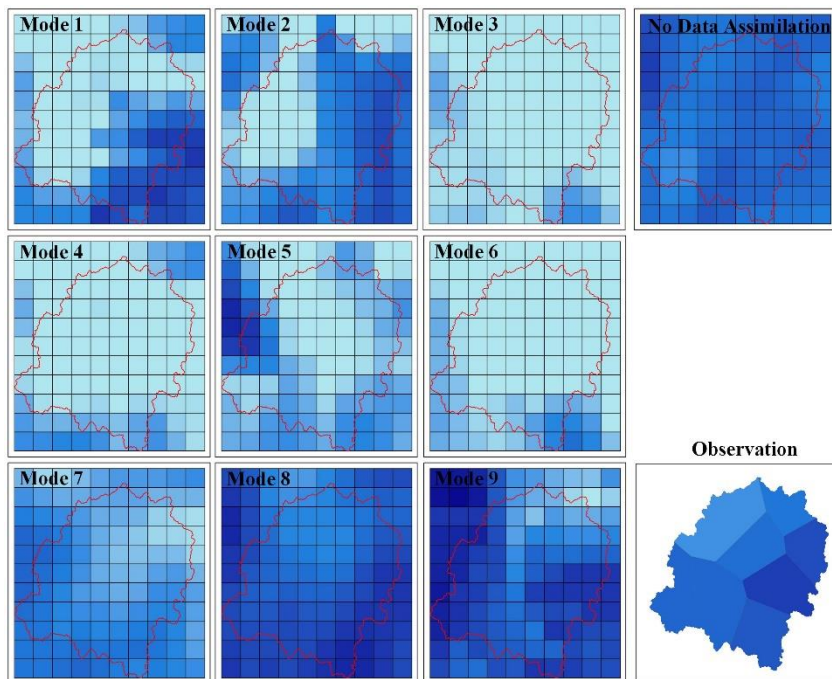 Mode 1
Mode 2
Mode 3
No Data Assimilation
Mode 4
Mode 5
Mode 6
Observation
Mode 7
Mode 8
Mode 9